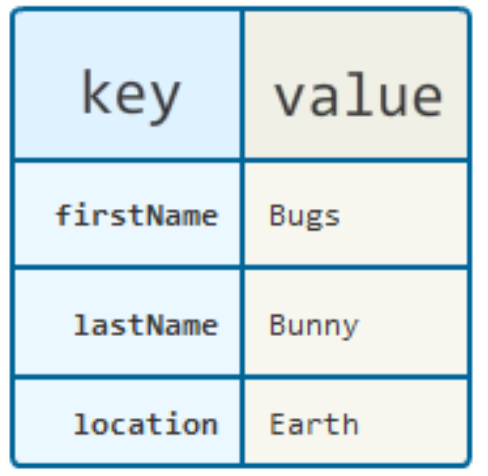 key value
firstName Bugs
lastName Bunny
location Earth